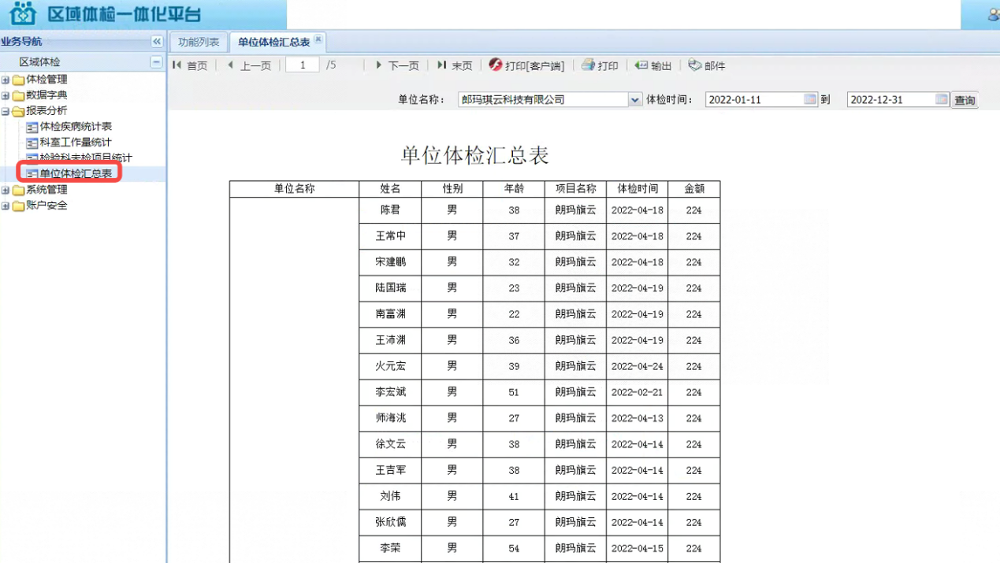 区域体检一体化平台
业务导航
区域体检
体检管理
数据字典
报表分析
体检疾病统计表
科室工作量统计
检验科未检项目统计
单位体检汇总表
系统管理
账户安全
功能列表 单位体检汇总表
首页 上一页 1 /5 下一页 末页 打印[客户端] 打印 输出 邮件
单位名称： 郎玛琪云科技有限公司 体检时间： 2022-01-11 到 2022-12-31 查询
单位体检汇总表
单位名称 姓名 性别 年龄 项目名称 体检时间 金额
陈君 男 38 朗玛旗云 2022-04-18 224
王常中 男 37 朗玛旗云 2022-04-18 224
宋建鹏 男 32 朗玛旗云 2022-04-18 224
陆国瑞 男 23 朗玛旗云 2022-04-19 224
南富渊 男 22 朗玛旗云 2022-04-19 224
王沛渊 男 36 朗玛旗云 2022-04-19 224
火元宏 男 39 朗玛旗云 2022-04-24 224
李宏斌 男 51 朗玛旗云 2022-02-21 224
师海洮 男 27 朗玛旗云 2022-04-13 224
徐文云 男 38 朗玛旗云 2022-04-14 224
王吉军 男 38 朗玛旗云 2022-04-14 224
刘伟 男 41 朗玛旗云 2022-04-14 224
张欣儒 男 27 朗玛旗云 2022-04-14 224
李荣 男 54 朗玛旗云 2022-04-15 224